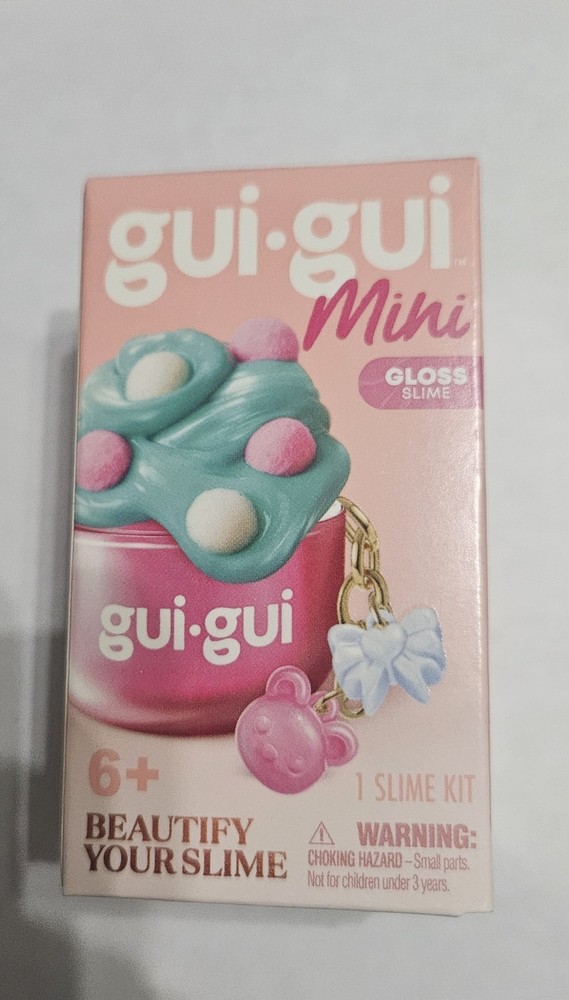 gui·gui™
Mini
GLOSS
SLIME
gui·gui
6+
1 SLIME KIT
BEAUTIFY
YOUR SLIME
⚠ WARNING:
CHOKING HAZARD – Small parts.
Not for children under 3 years.